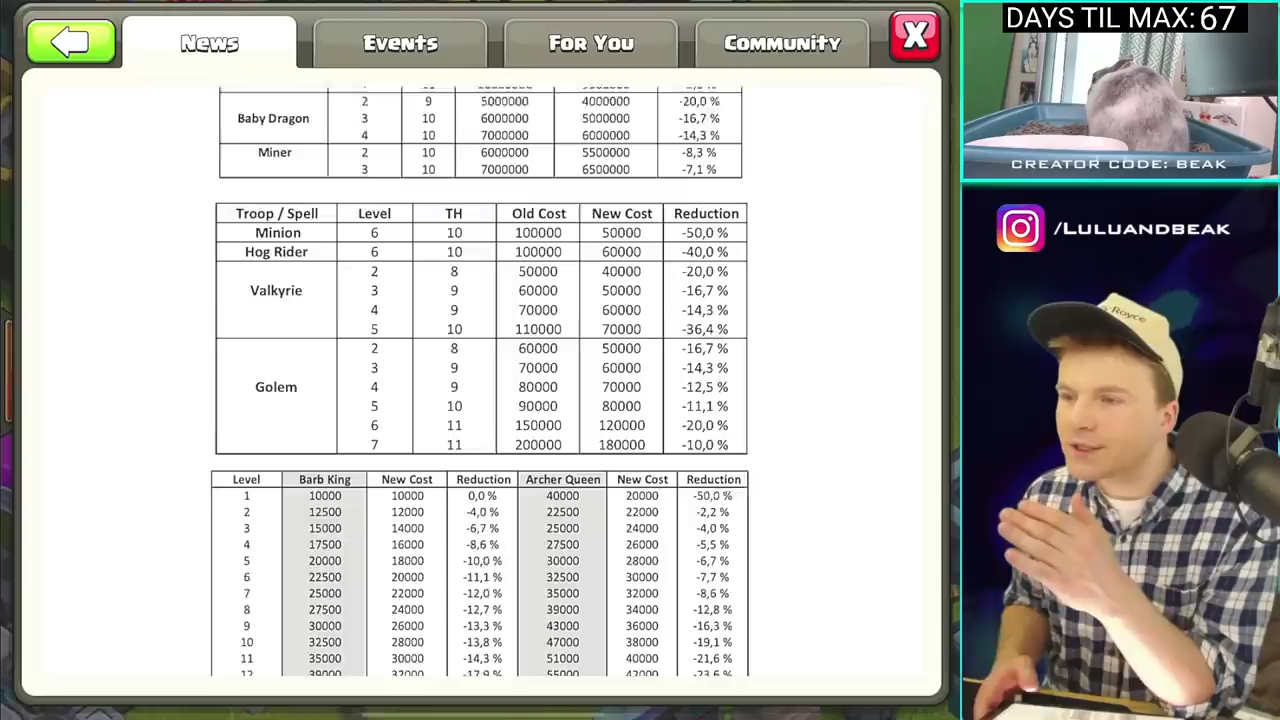 News
Events
For You
Community
X
DAYS TIL MAX: 67
CREATOR CODE: BEAK
/LULUANDBEAK
Royce
2 9 5000000 4000000 -20,0 %
Baby Dragon 3 10 6000000 5000000 -16,7 %
4 10 7000000 6000000 -14,3 %
Miner 2 10 6000000 5500000 -8,3 %
3 10 7000000 6500000 -7,1 %
Troop / Spell Level TH Old Cost New Cost Reduction
Minion 6 10 100000 50000 -50,0 %
Hog Rider 6 10 100000 60000 -40,0 %
2 8 50000 40000 -20,0 %
Valkyrie 3 9 60000 50000 -16,7 %
4 9 70000 60000 -14,3 %
5 10 110000 70000 -36,4 %
2 8 60000 50000 -16,7 %
3 9 70000 60000 -14,3 %
Golem 4 9 80000 70000 -12,5 %
5 10 90000 80000 -11,1 %
6 11 150000 120000 -20,0 %
7 11 200000 180000 -10,0 %
Level Barb King New Cost Reduction Archer Queen New Cost Reduction
1 10000 10000 0,0 % 40000 20000 -50,0 %
2 12500 12000 -4,0 % 22500 22000 -2,2 %
3 15000 14000 -6,7 % 25000 24000 -4,0 %
4 17500 16000 -8,6 % 27500 26000 -5,5 %
5 20000 18000 -10,0 % 30000 28000 -6,7 %
6 22500 20000 -11,1 % 32500 30000 -7,7 %
7 25000 22000 -12,0 % 35000 32000 -8,6 %
8 27500 24000 -12,7 % 39000 34000 -12,8 %
9 30000 26000 -13,3 % 43000 36000 -16,3 %
10 32500 28000 -13,8 % 47000 38000 -19,1 %
11 35000 30000 -14,3 % 51000 40000 -21,6 %
12 39000 32000 -17,9 % 55000 42000 -23,6 %